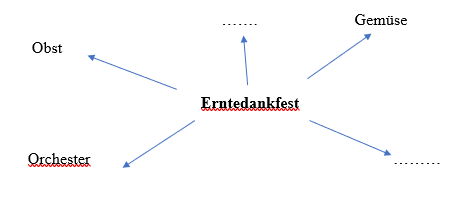 .......
Gemüse
Obst
Erntedankfest
Orchester
.........